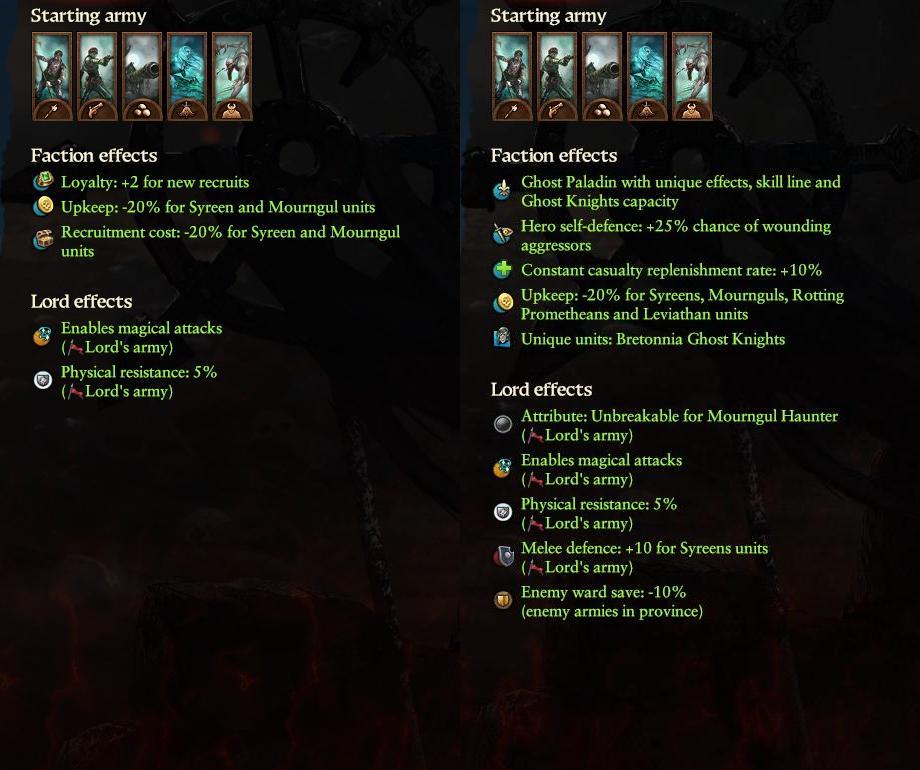 Starting army
Faction effects
Loyalty: +2 for new recruits
Upkeep: -20% for Syreen and Mourngul units
Recruitment cost: -20% for Syreen and Mourngul
units
Lord effects
Enables magical attacks
(Lord's army)
Physical resistance: 5%
(Lord's army)
Starting army
Faction effects
Ghost Paladin with unique effects, skill line and
Ghost Knights capacity
Hero self-defence: +25% chance of wounding
aggressors
Constant casualty replenishment rate: +10%
Upkeep: -20% for Syreens, Mournguls, Rotting
Prometheans and Leviathan units
Unique units: Bretonnia Ghost Knights
Lord effects
Attribute: Unbreakable for Mourngul Haunter
(Lord's army)
Enables magical attacks
(Lord's army)
Physical resistance: 5%
(Lord's army)
Melee defence: +10 for Syreens units
(Lord's army)
Enemy ward save: -10%
(enemy armies in province)